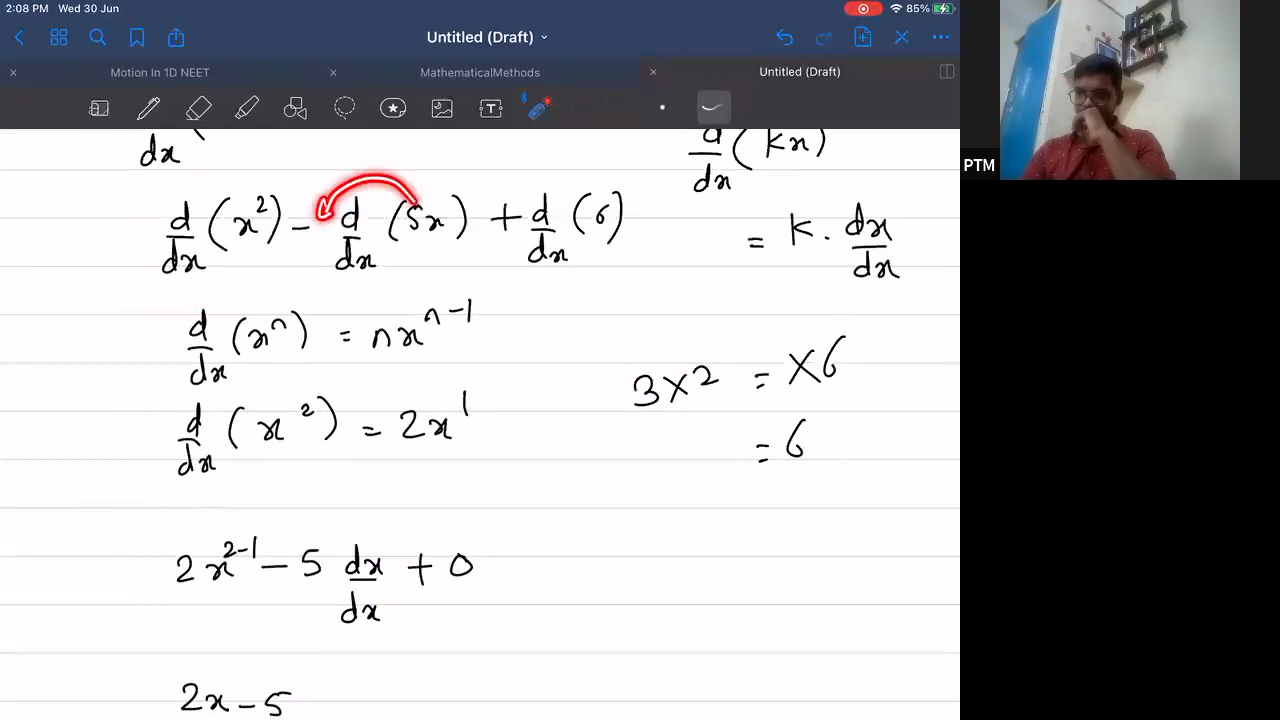 2:08 PM Wed 30 Jun
85%
Untitled (Draft)
Motion In 1D NEET
MathematicalMethods
Untitled (Draft)
PTM
dx
d/dx (x²) - d/dx (5x) + d/dx (6)
d/dx (xⁿ) = nxⁿ⁻¹
d/dx (x²) = 2x¹
2x²⁻¹ - 5 dx/dx + 0
2x - 5
d/dx (Kx)
= K . dx/dx
3 x 2 = x6
= 6